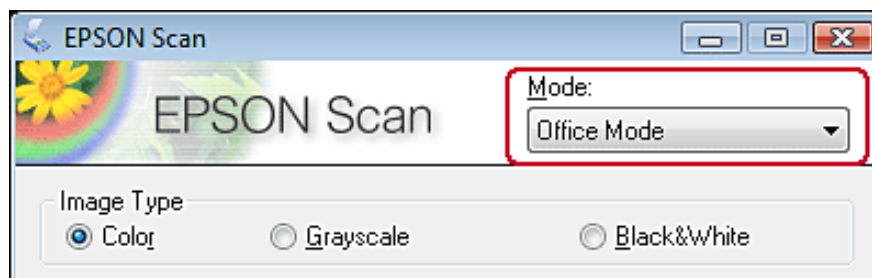 EPSON Scan
EPSON Scan
Mode:
Office Mode
Image Type
Color Grayscale Black&White